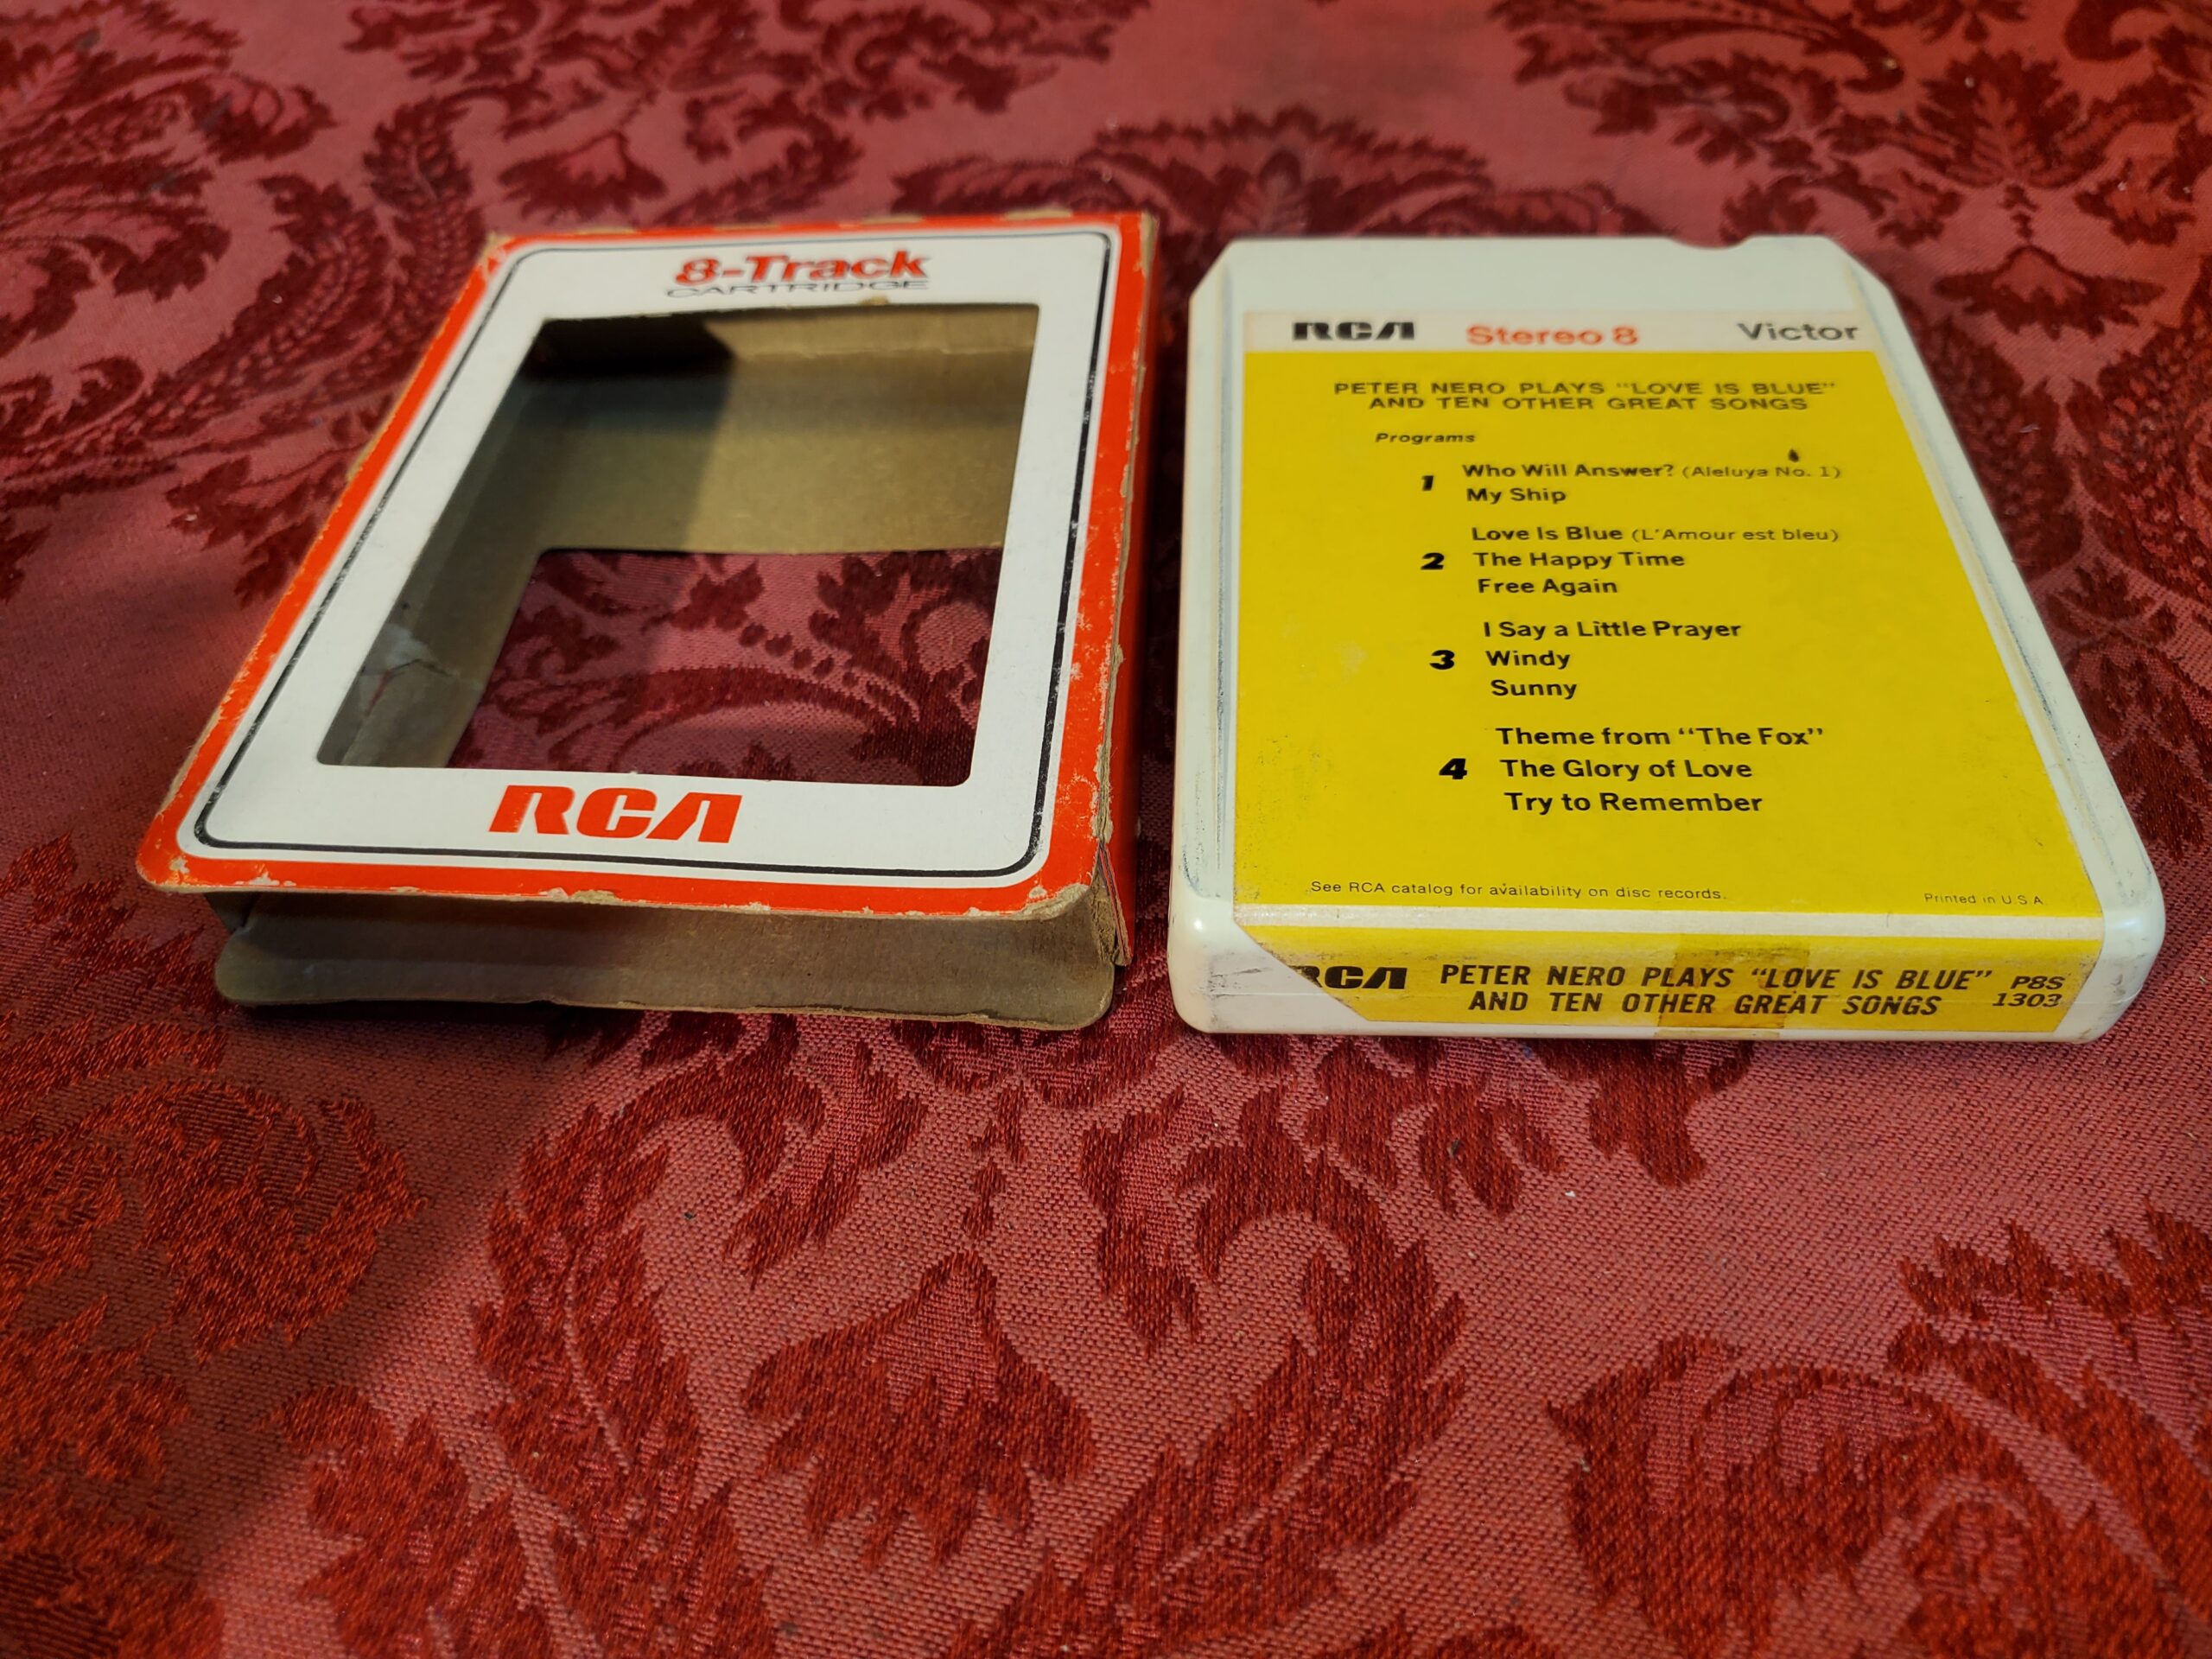 8-Track
CARTRIDGE
RCA
RCA Stereo 8 Victor
PETER NERO PLAYS "LOVE IS BLUE"
AND TEN OTHER GREAT SONGS
Programs
1
Who Will Answer? (Aleluya No. 1)
My Ship
2
Love Is Blue (L'Amour est bleu)
The Happy Time
Free Again
3
I Say a Little Prayer
Windy
Sunny
4
Theme from "The Fox"
The Glory of Love
Try to Remember
See RCA catalog for availability on disc records.
Printed in U.S.A.
RCA
PETER NERO PLAYS "LOVE IS BLUE"
AND TEN OTHER GREAT SONGS
P8S
1303